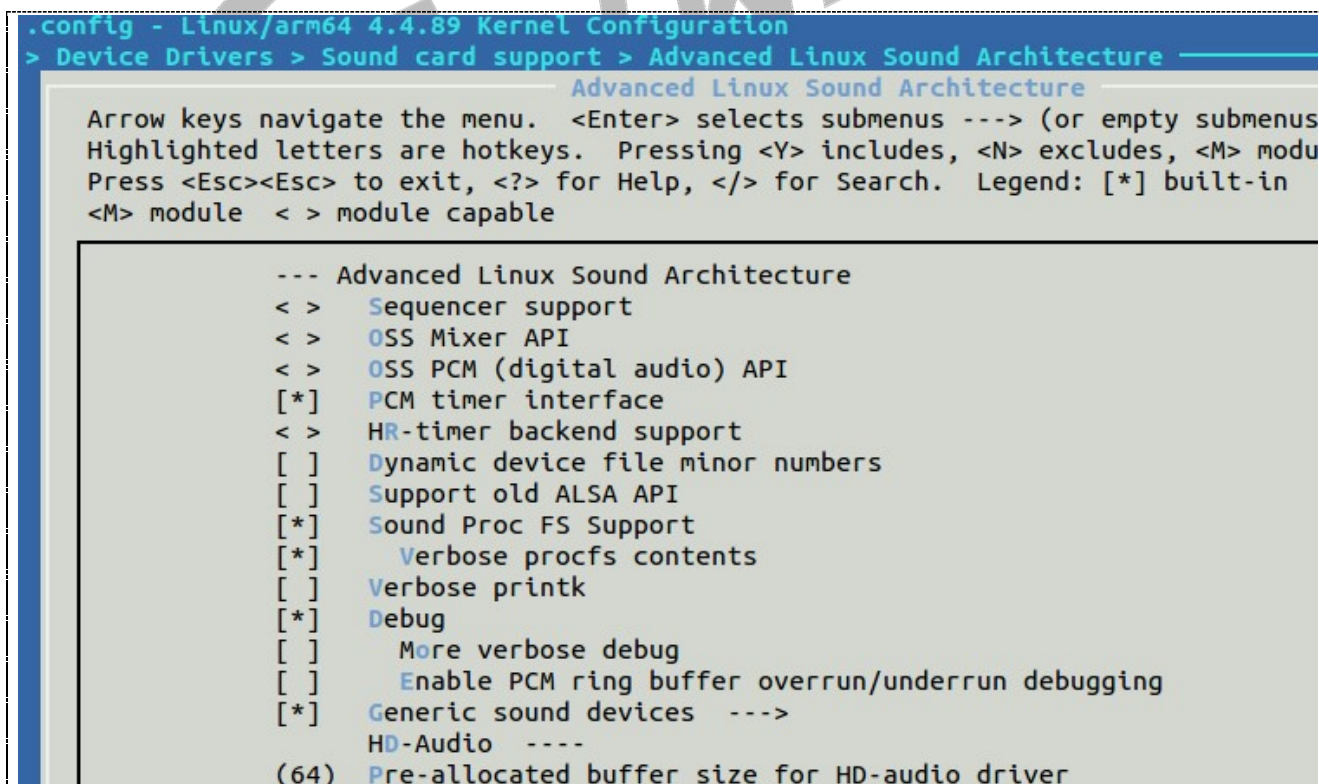 .config - Linux/arm64 4.4.89 Kernel Configuration
> Device Drivers > Sound card support > Advanced Linux Sound Architecture
Advanced Linux Sound Architecture
Arrow keys navigate the menu.  <Enter> selects submenus ---> (or empty submenus
Highlighted letters are hotkeys.  Pressing <Y> includes, <N> excludes, <M> modu
Press <Esc><Esc> to exit, <?> for Help, </> for Search.  Legend: [*] built-in
<M> module  < > module capable
--- Advanced Linux Sound Architecture
< >   Sequencer support
< >   OSS Mixer API
< >   OSS PCM (digital audio) API
[*]   PCM timer interface
< >   HR-timer backend support
[ ]   Dynamic device file minor numbers
[ ]   Support old ALSA API
[*]   Sound Proc FS Support
[*]     Verbose procfs contents
[ ]   Verbose printk
[*]   Debug
[ ]     More verbose debug
[ ]     Enable PCM ring buffer overrun/underrun debugging
[*]   Generic sound devices  --->
HD-Audio  ----
(64)  Pre-allocated buffer size for HD-audio driver